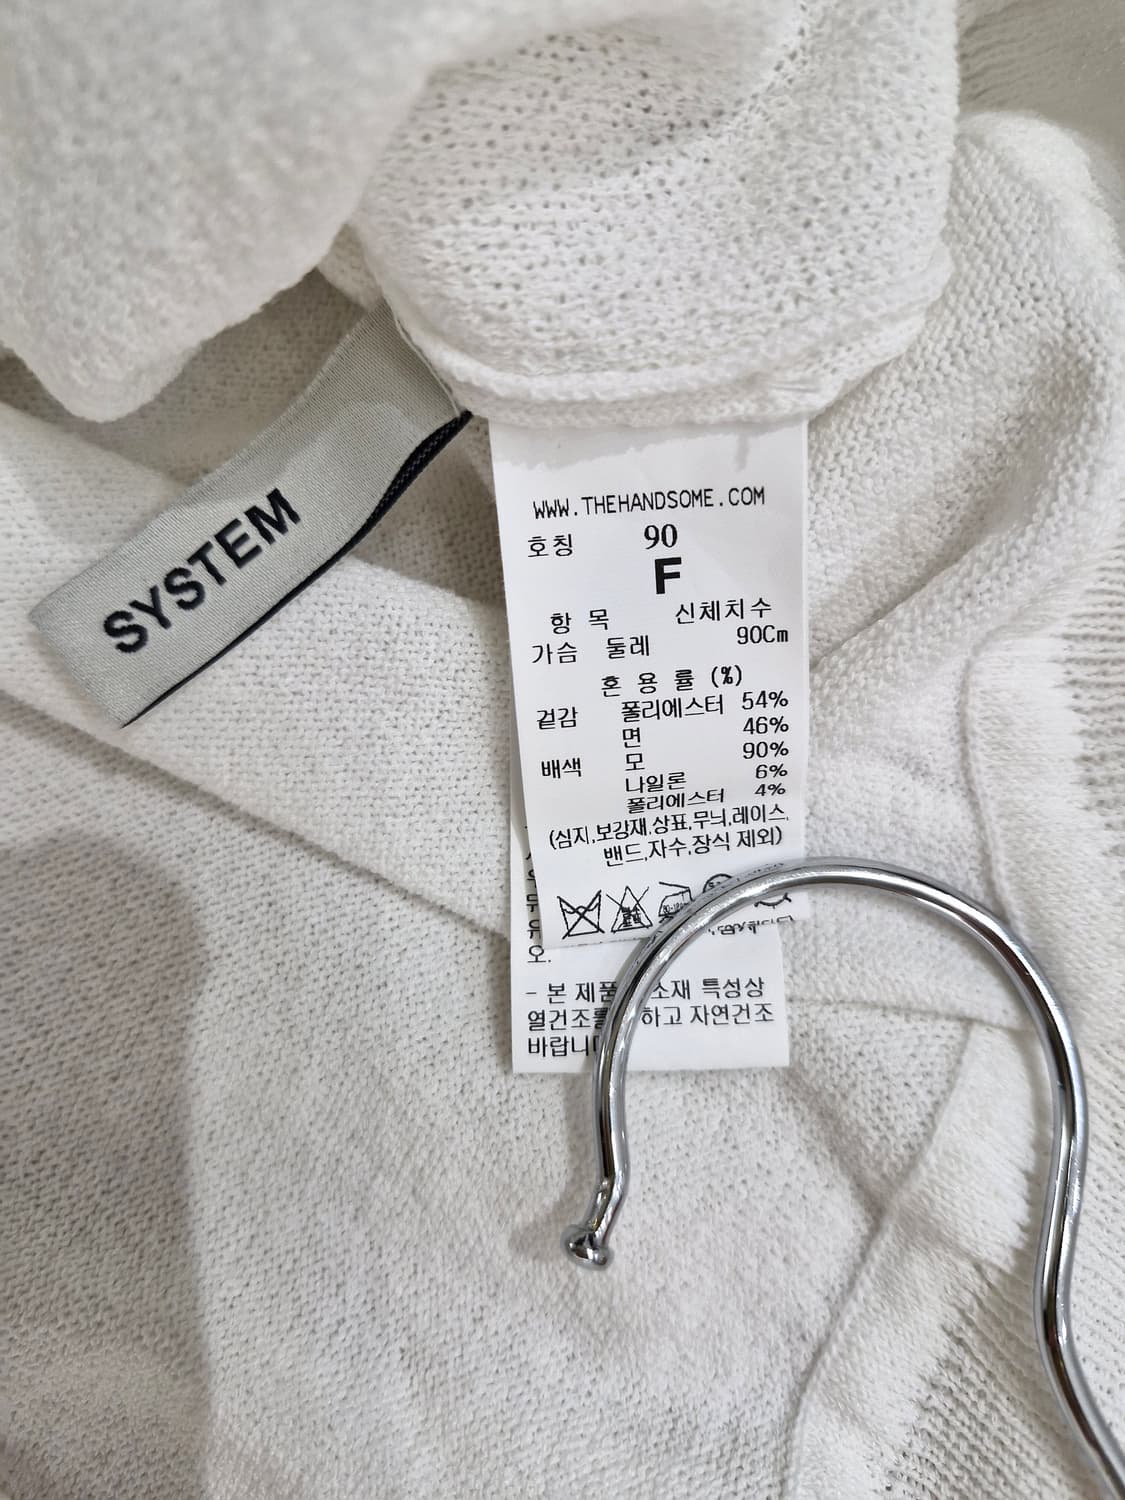 SYSTEM
WWW.THEHANDSOME.COM
호칭 90
F
항 목 신체치수
가슴 둘레 90Cm
혼 용 률 (%)
겉감 폴리에스터 54%
면 46%
배색 모 90%
나일론 6%
폴리에스터 4%
(심지,보강재,상표,무늬,레이스,
밴드,자수,장식 제외)
오.
- 본 제품 소재 특성상
열건조를 하고 자연건조
바랍니